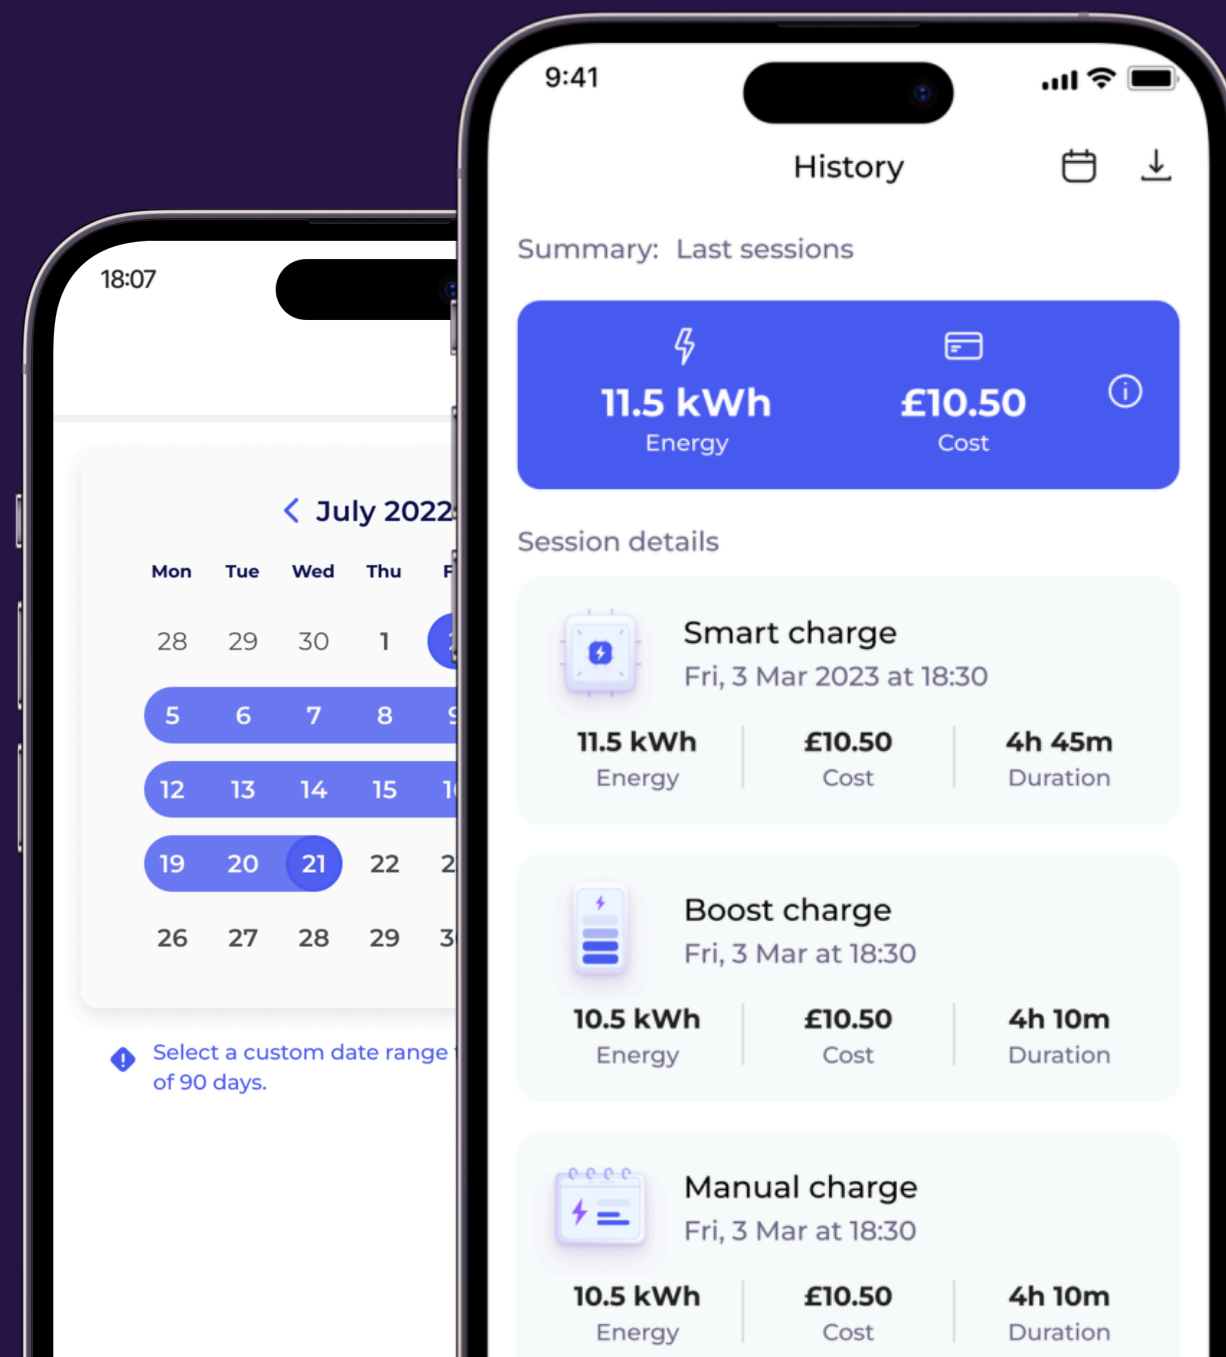 9:41
History
Summary: Last sessions
11.5 kWh £10.50
Energy Cost
Session details
Smart charge
Fri, 3 Mar 2023 at 18:30
11.5 kWh £10.50 4h 45m
Energy Cost Duration
Boost charge
Fri, 3 Mar at 18:30
10.5 kWh £10.50 4h 10m
Energy Cost Duration
Manual charge
Fri, 3 Mar at 18:30
10.5 kWh £10.50 4h 10m
Energy Cost Duration
18:07
July 2022
Mon Tue Wed Thu
28 29 30 1
5 6 7 8
12 13 14 15
19 20 21 22
26 27 28 29
Select a custom date range
of 90 days.